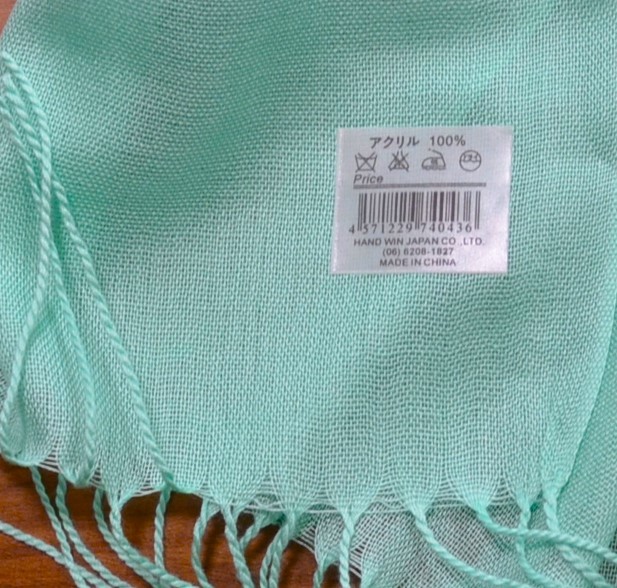 アクリル 100%
Price
4 571229 740436
HAND WIN JAPAN CO.,LTD.
(06) 6208-1827
MADE IN CHINA